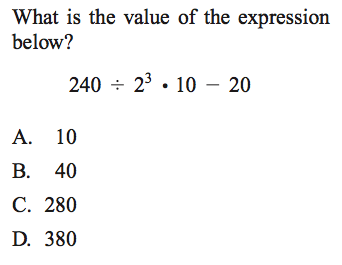 What is the value of the expression
below?
240 ÷ 2³ • 10 − 20
A. 10
B. 40
C. 280
D. 380